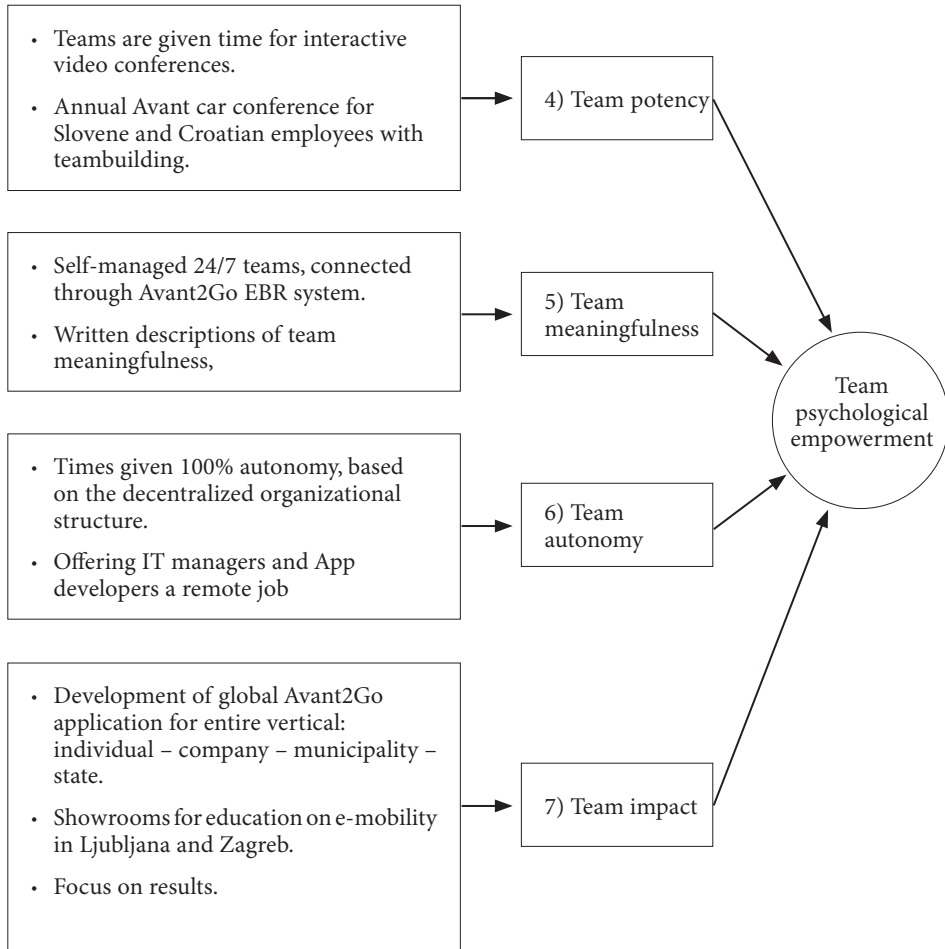 • Teams are given time for interactive
video conferences.
• Annual Avant car conference for
Slovene and Croatian employees with
teambuilding.
4) Team potency
• Self-managed 24/7 teams, connected
through Avant2Go EBR system.
• Written descriptions of team
meaningfulness,
5) Team
meaningfulness
Team
psychological
empowerment
• Times given 100% autonomy, based
on the decentralized organizational
structure.
• Offering IT managers and App
developers a remote job
6) Team
autonomy
• Development of global Avant2Go
application for entire vertical:
individual – company – municipality –
state.
• Showrooms for education on e-mobility
in Ljubljana and Zagreb.
• Focus on results.
7) Team impact